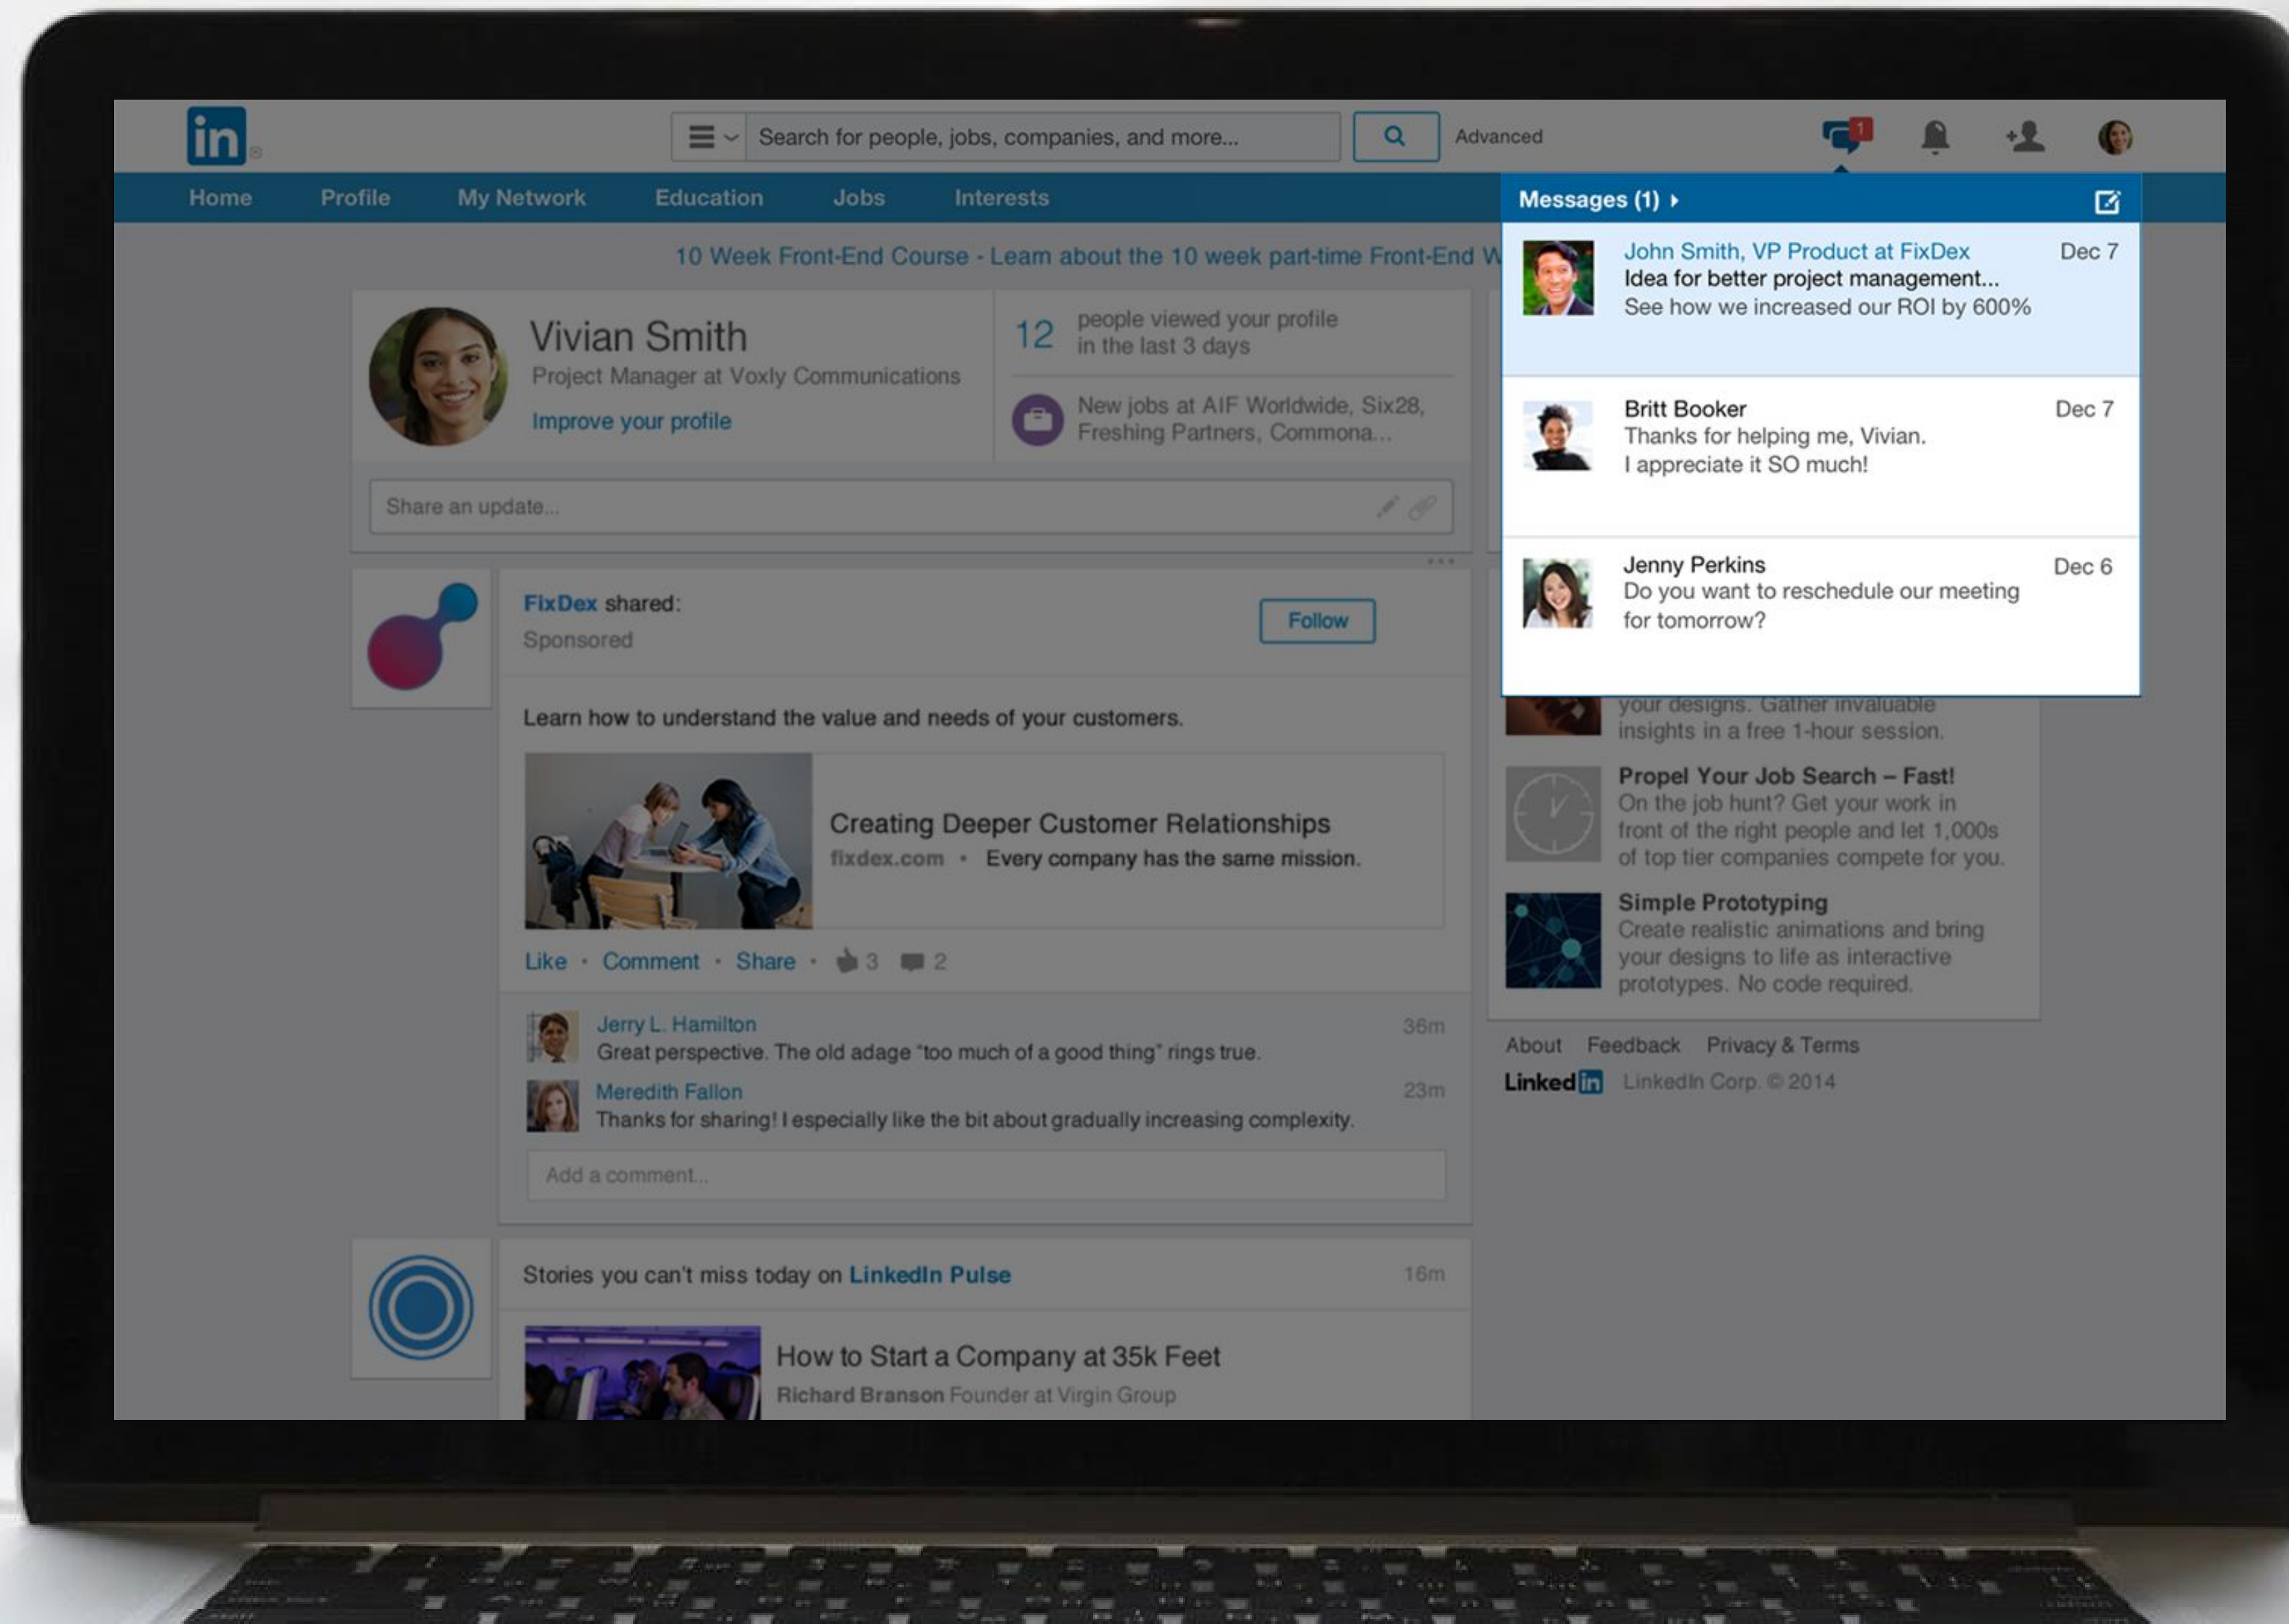 in
Search for people, jobs, companies, and more...
Advanced
1
Home Profile My Network Education Jobs Interests
10 Week Front-End Course - Learn about the 10 week part-time Front-End W
Vivian Smith
Project Manager at Voxly Communications
Improve your profile
12 people viewed your profile
in the last 3 days
New jobs at AIF Worldwide, Six28,
Freshing Partners, Commona...
Share an update...
Messages (1)
John Smith, VP Product at FixDex Dec 7
Idea for better project management...
See how we increased our ROI by 600%
Britt Booker Dec 7
Thanks for helping me, Vivian.
I appreciate it SO much!
Jenny Perkins Dec 6
Do you want to reschedule our meeting
for tomorrow?
FixDex shared:
Sponsored
Follow
Learn how to understand the value and needs of your customers.
Creating Deeper Customer Relationships
fixdex.com • Every company has the same mission.
Like • Comment • Share • 3 2
Jerry L. Hamilton 36m
Great perspective. The old adage "too much of a good thing" rings true.
Meredith Fallon 23m
Thanks for sharing! I especially like the bit about gradually increasing complexity.
Add a comment...
Stories you can't miss today on LinkedIn Pulse 16m
How to Start a Company at 35k Feet
Richard Branson Founder at Virgin Group
your designs. Gather invaluable
insights in a free 1-hour session.
Propel Your Job Search – Fast!
On the job hunt? Get your work in
front of the right people and let 1,000s
of top tier companies compete for you.
Simple Prototyping
Create realistic animations and bring
your designs to life as interactive
prototypes. No code required.
About Feedback Privacy & Terms
Linkedin LinkedIn Corp. © 2014